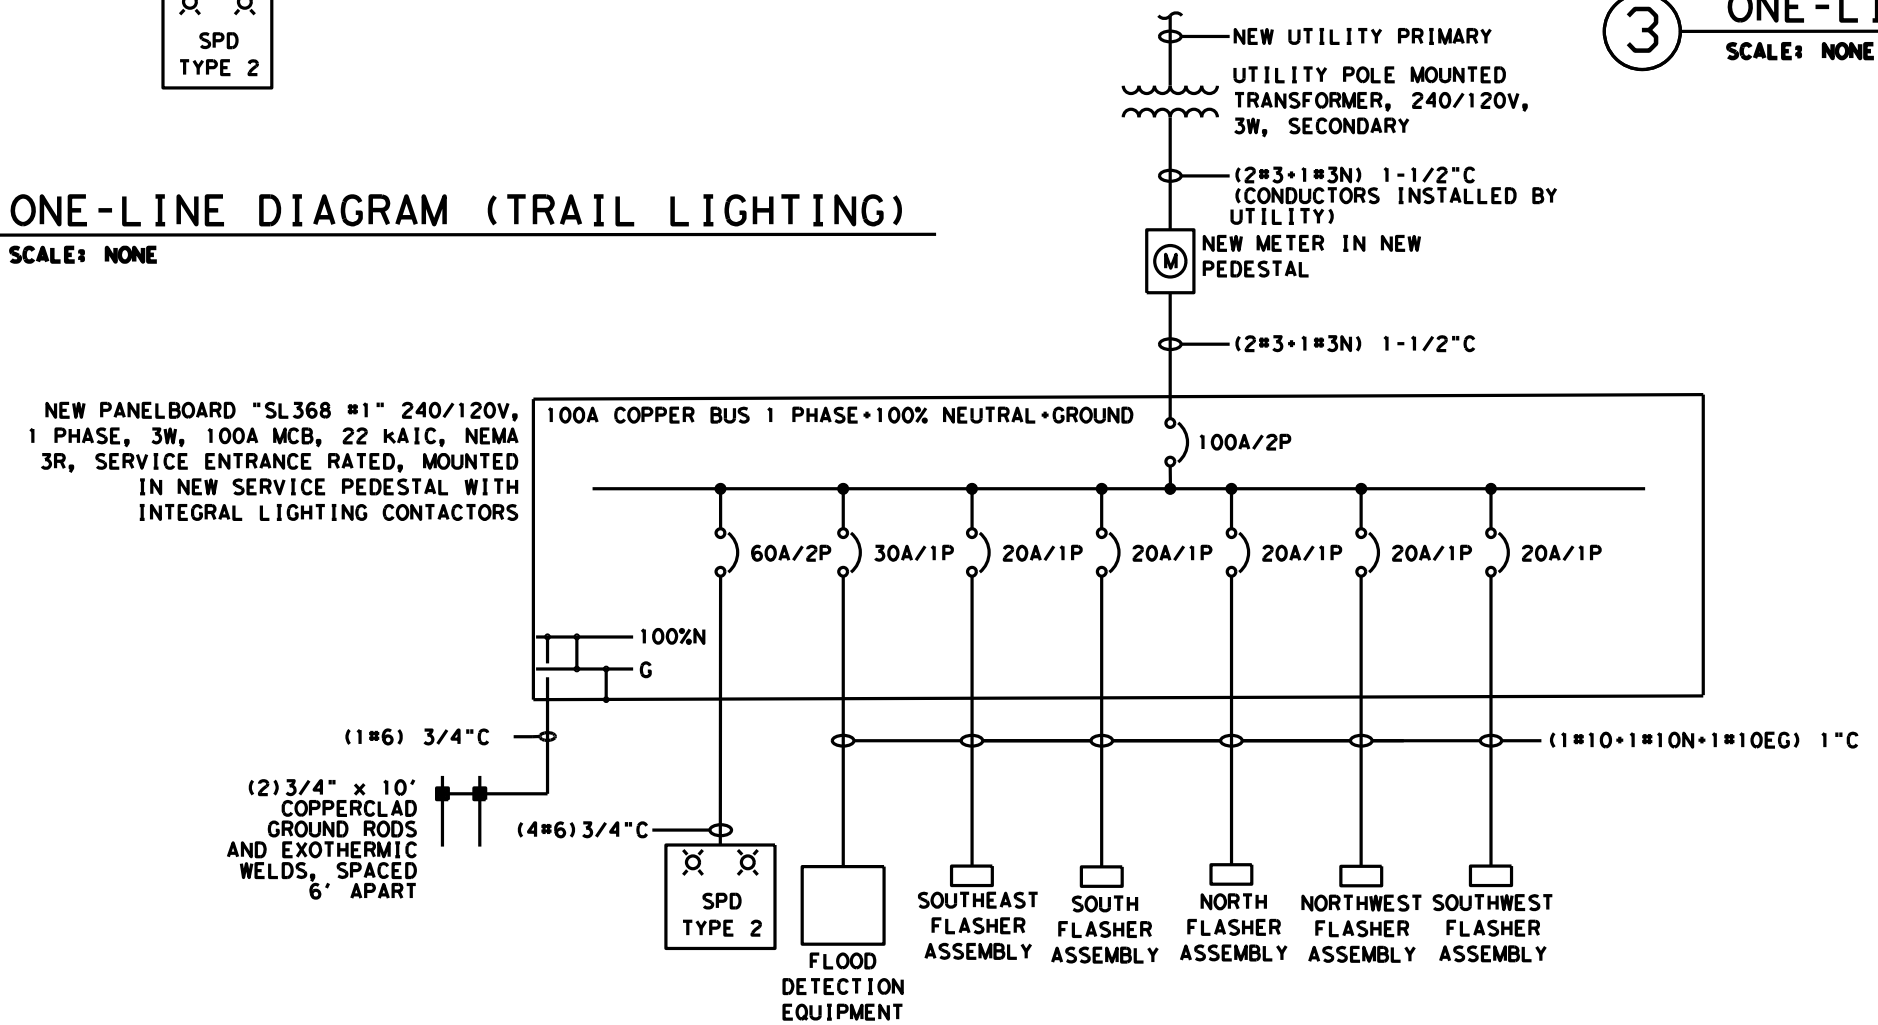 SPD
TYPE 2
ONE-LINE DIAGRAM (TRAIL LIGHTING)
SCALE: NONE
3
SCALE: NONE
NEW UTILITY PRIMARY
UTILITY POLE MOUNTED
TRANSFORMER, 240/120V,
3W, SECONDARY
(2#3+1#3N) 1-1/2"C
(CONDUCTORS INSTALLED BY
UTILITY)
M
NEW METER IN NEW
PEDESTAL
(2#3+1#3N) 1-1/2"C
NEW PANELBOARD "SL368 #1" 240/120V,
1 PHASE, 3W, 100A MCB, 22 kAIC, NEMA
3R, SERVICE ENTRANCE RATED, MOUNTED
IN NEW SERVICE PEDESTAL WITH
INTEGRAL LIGHTING CONTACTORS
100A COPPER BUS 1 PHASE+100% NEUTRAL+GROUND
100A/2P
60A/2P
30A/1P
20A/1P
20A/1P
20A/1P
20A/1P
20A/1P
100%N
G
(1#6) 3/4"C
(1#10+1#10N+1#10EG) 1"C
(2)3/4" x 10'
COPPERCLAD
GROUND RODS
AND EXOTHERMIC
WELDS, SPACED
6' APART
(4#6)3/4"C
SPD
TYPE 2
FLOOD
DETECTION
EQUIPMENT
SOUTHEAST
FLASHER
ASSEMBLY
SOUTH
FLASHER
ASSEMBLY
NORTH
FLASHER
ASSEMBLY
NORTHWEST
FLASHER
ASSEMBLY
SOUTHWEST
FLASHER
ASSEMBLY